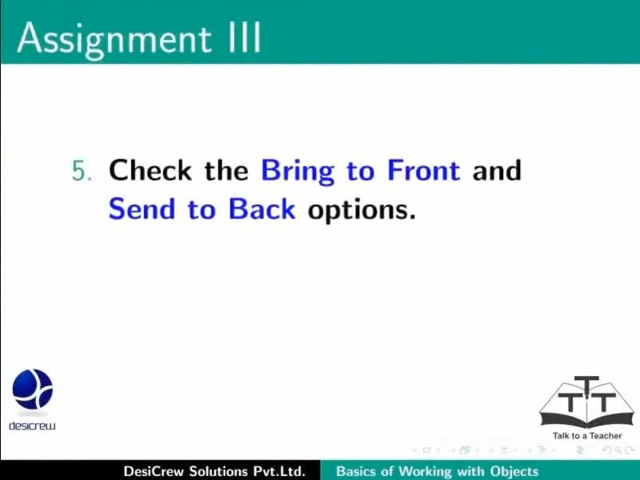 Assignment III
5. Check the Bring to Front and
Send to Back options.
desicrew
TTT
Talk to a Teacher
DesiCrew Solutions Pvt.Ltd. Basics of Working with Objects